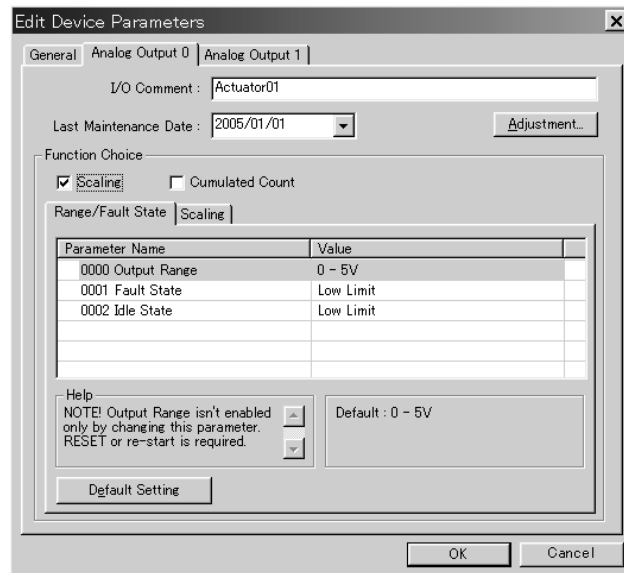 Edit Device Parameters
General Analog Output 0 Analog Output 1
I/O Comment : Actuator01
Last Maintenance Date : 2005/01/01 Adjustment...
Function Choice
Scaling Cumulated Count
Range/Fault State Scaling
Parameter Name Value
0000 Output Range 0 - 5V
0001 Fault State Low Limit
0002 Idle State Low Limit
Help
NOTE! Output Range isn't enabled
only by changing this parameter.
RESET or re-start is required.
Default : 0 - 5V
Default Setting
OK Cancel